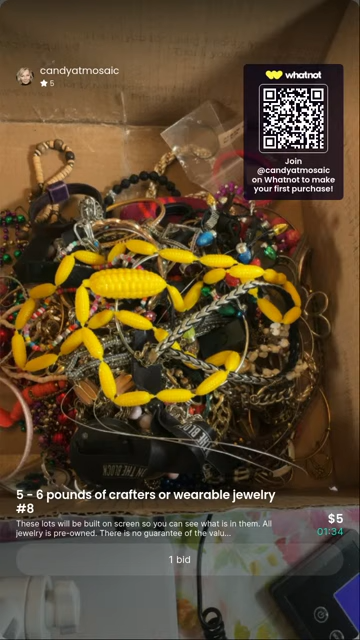 candyatmosaic
★ 5
whatnot
Join
@candyatmosaic
on Whatnot to make
your first purchase!
5 - 6 pounds of crafters or wearable jewelry
#8
These lots will be built on screen so you can see what is in them. All
jewelry is pre-owned. There is no guarantee of the valu...
$5
01:34
1 bid